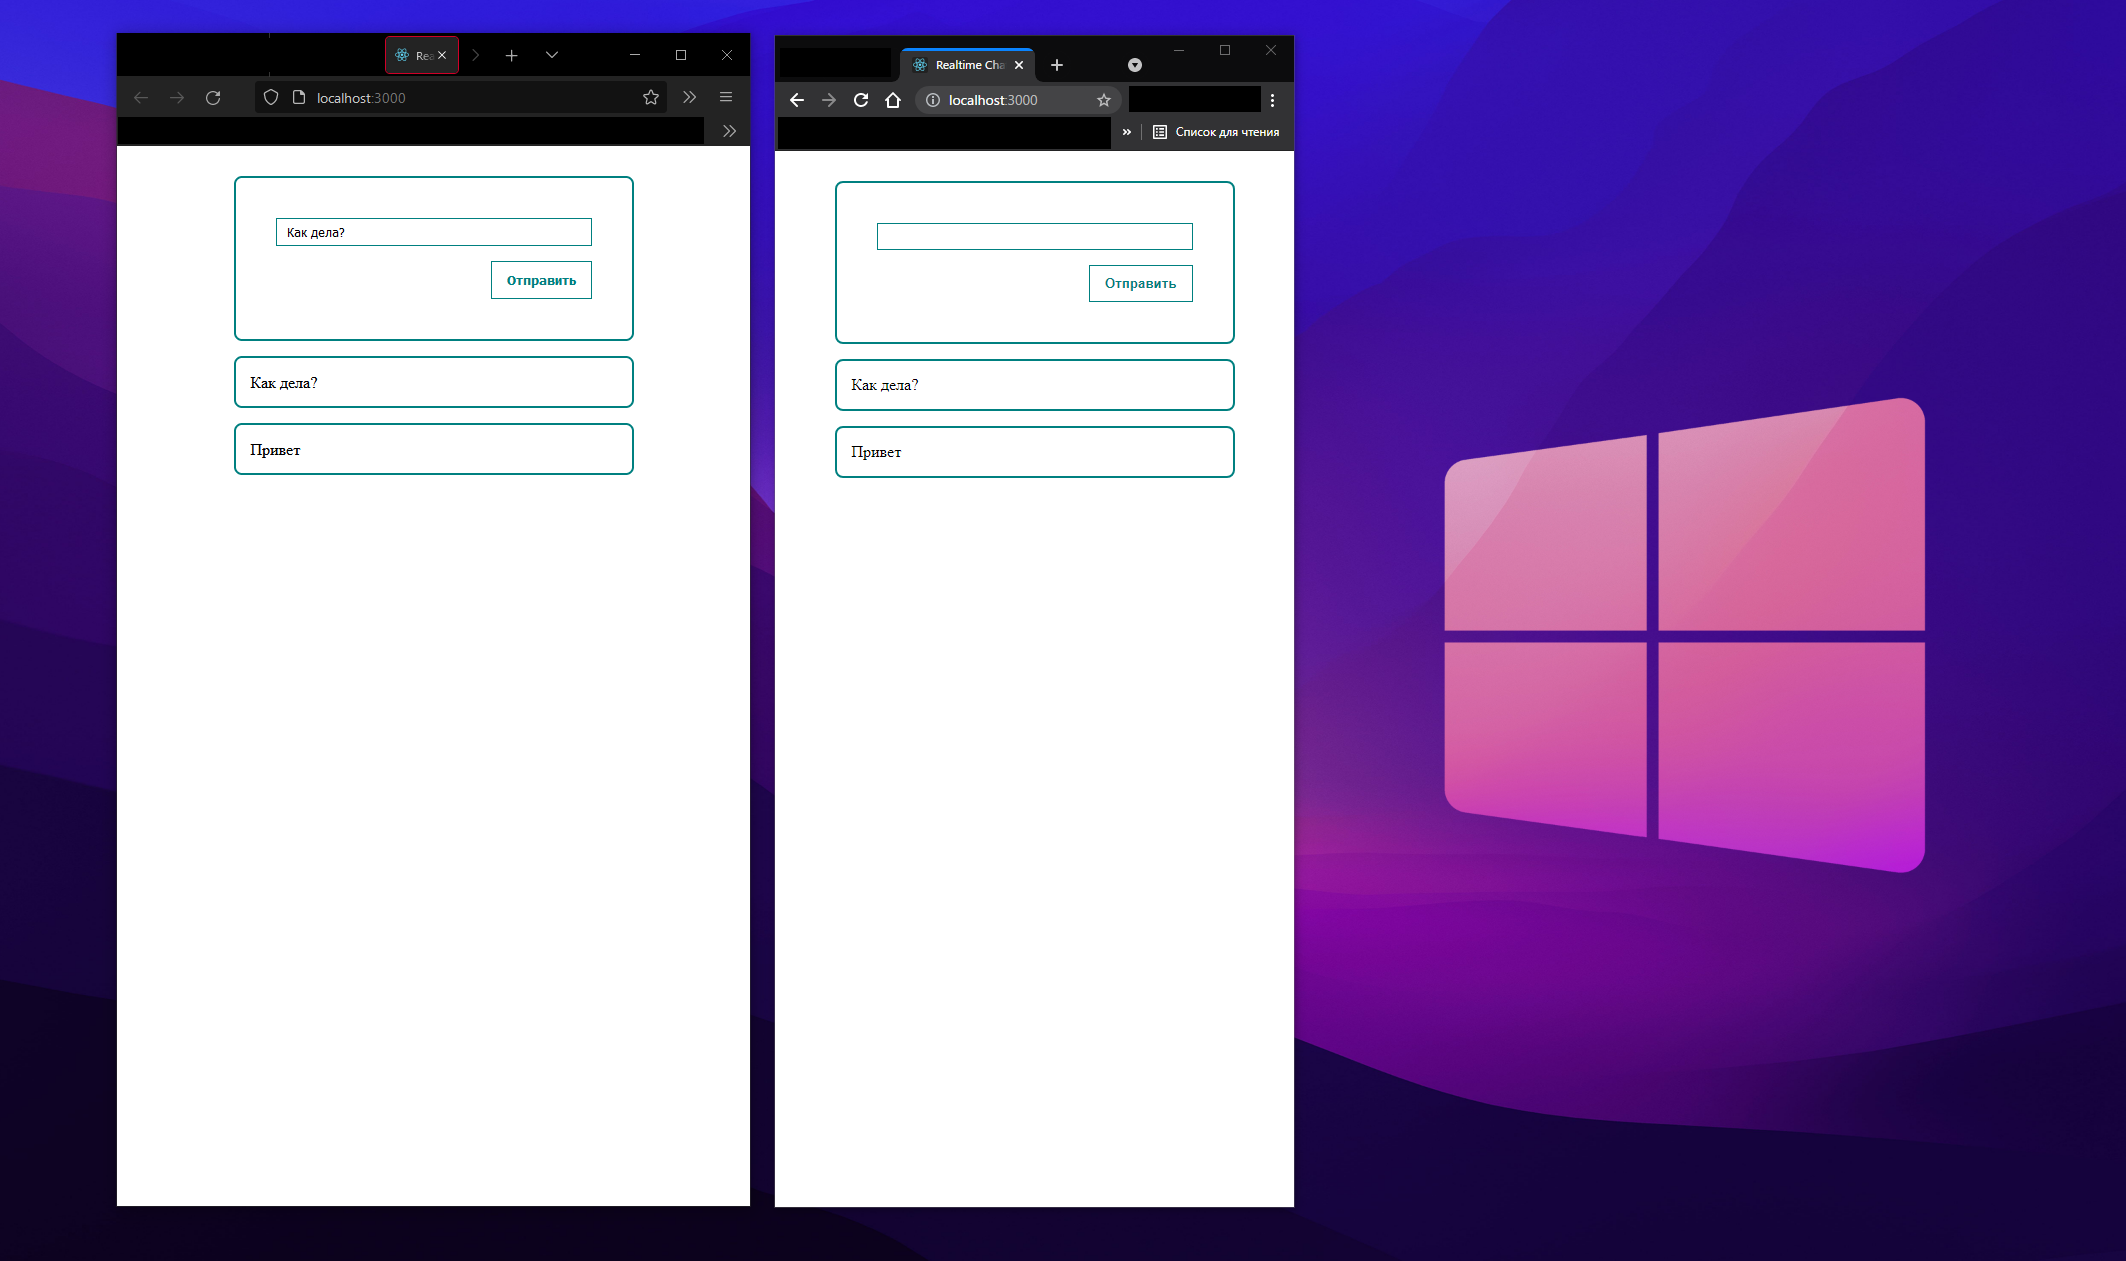 Rea
localhost:3000
Как дела?
Отправить
Как дела?
Привет
Realtime Cha
localhost:3000
Список для чтения
Отправить
Как дела?
Привет